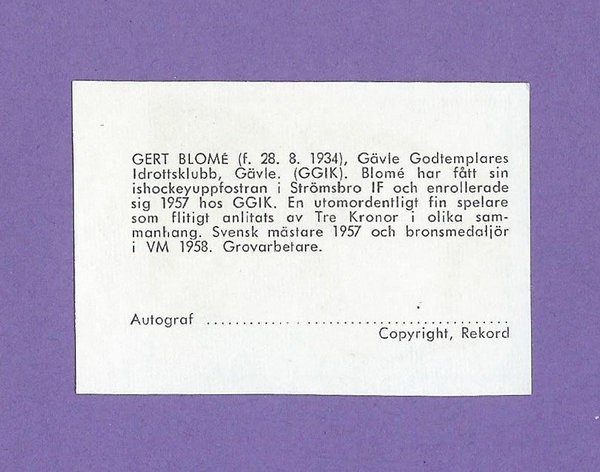 GERT BLOMÉ (f. 28. 8. 1934), Gävle Godtemplares
Idrottsklubb, Gävle. (GGIK). Blomé har fått sin
ishockeyuppfostran i Strömsbro IF och enrollerade
sig 1957 hos GGIK. En utomordentligt fin spelare
som flitigt anlitats av Tre Kronor i olika sam-
manhang. Svensk mästare 1957 och bronsmedaljör
i VM 1958. Grovarbetare.
Autograf ..........................................
Copyright, Rekord